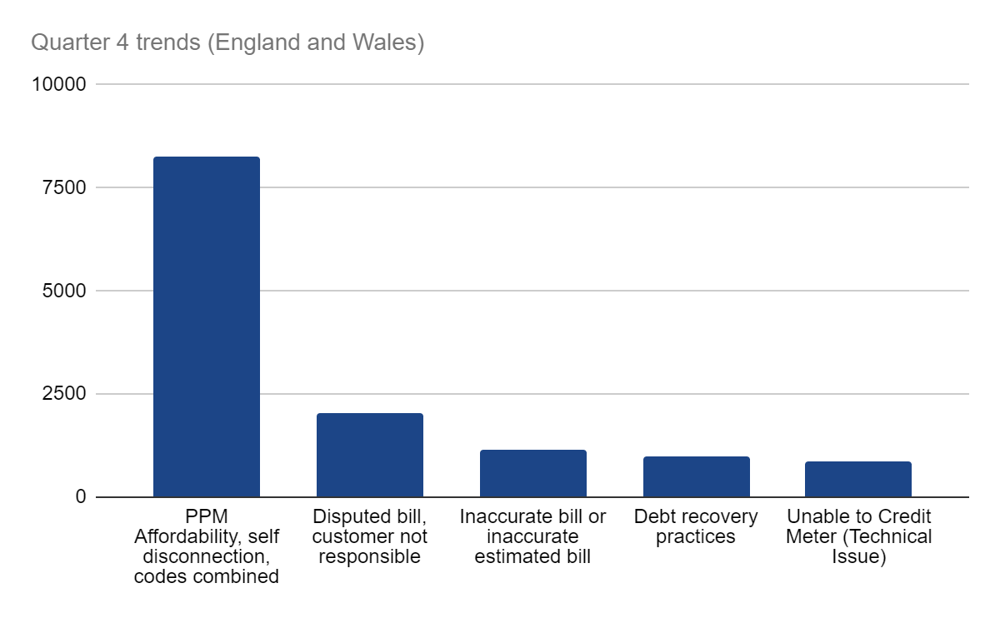 Quarter 4 trends (England and Wales)
10000
7500
5000
2500
0
PPM
Affordability, self
disconnection,
codes combined
Disputed bill,
customer not
responsible
Inaccurate bill or
inaccurate
estimated bill
Debt recovery
practices
Unable to Credit
Meter (Technical
Issue)